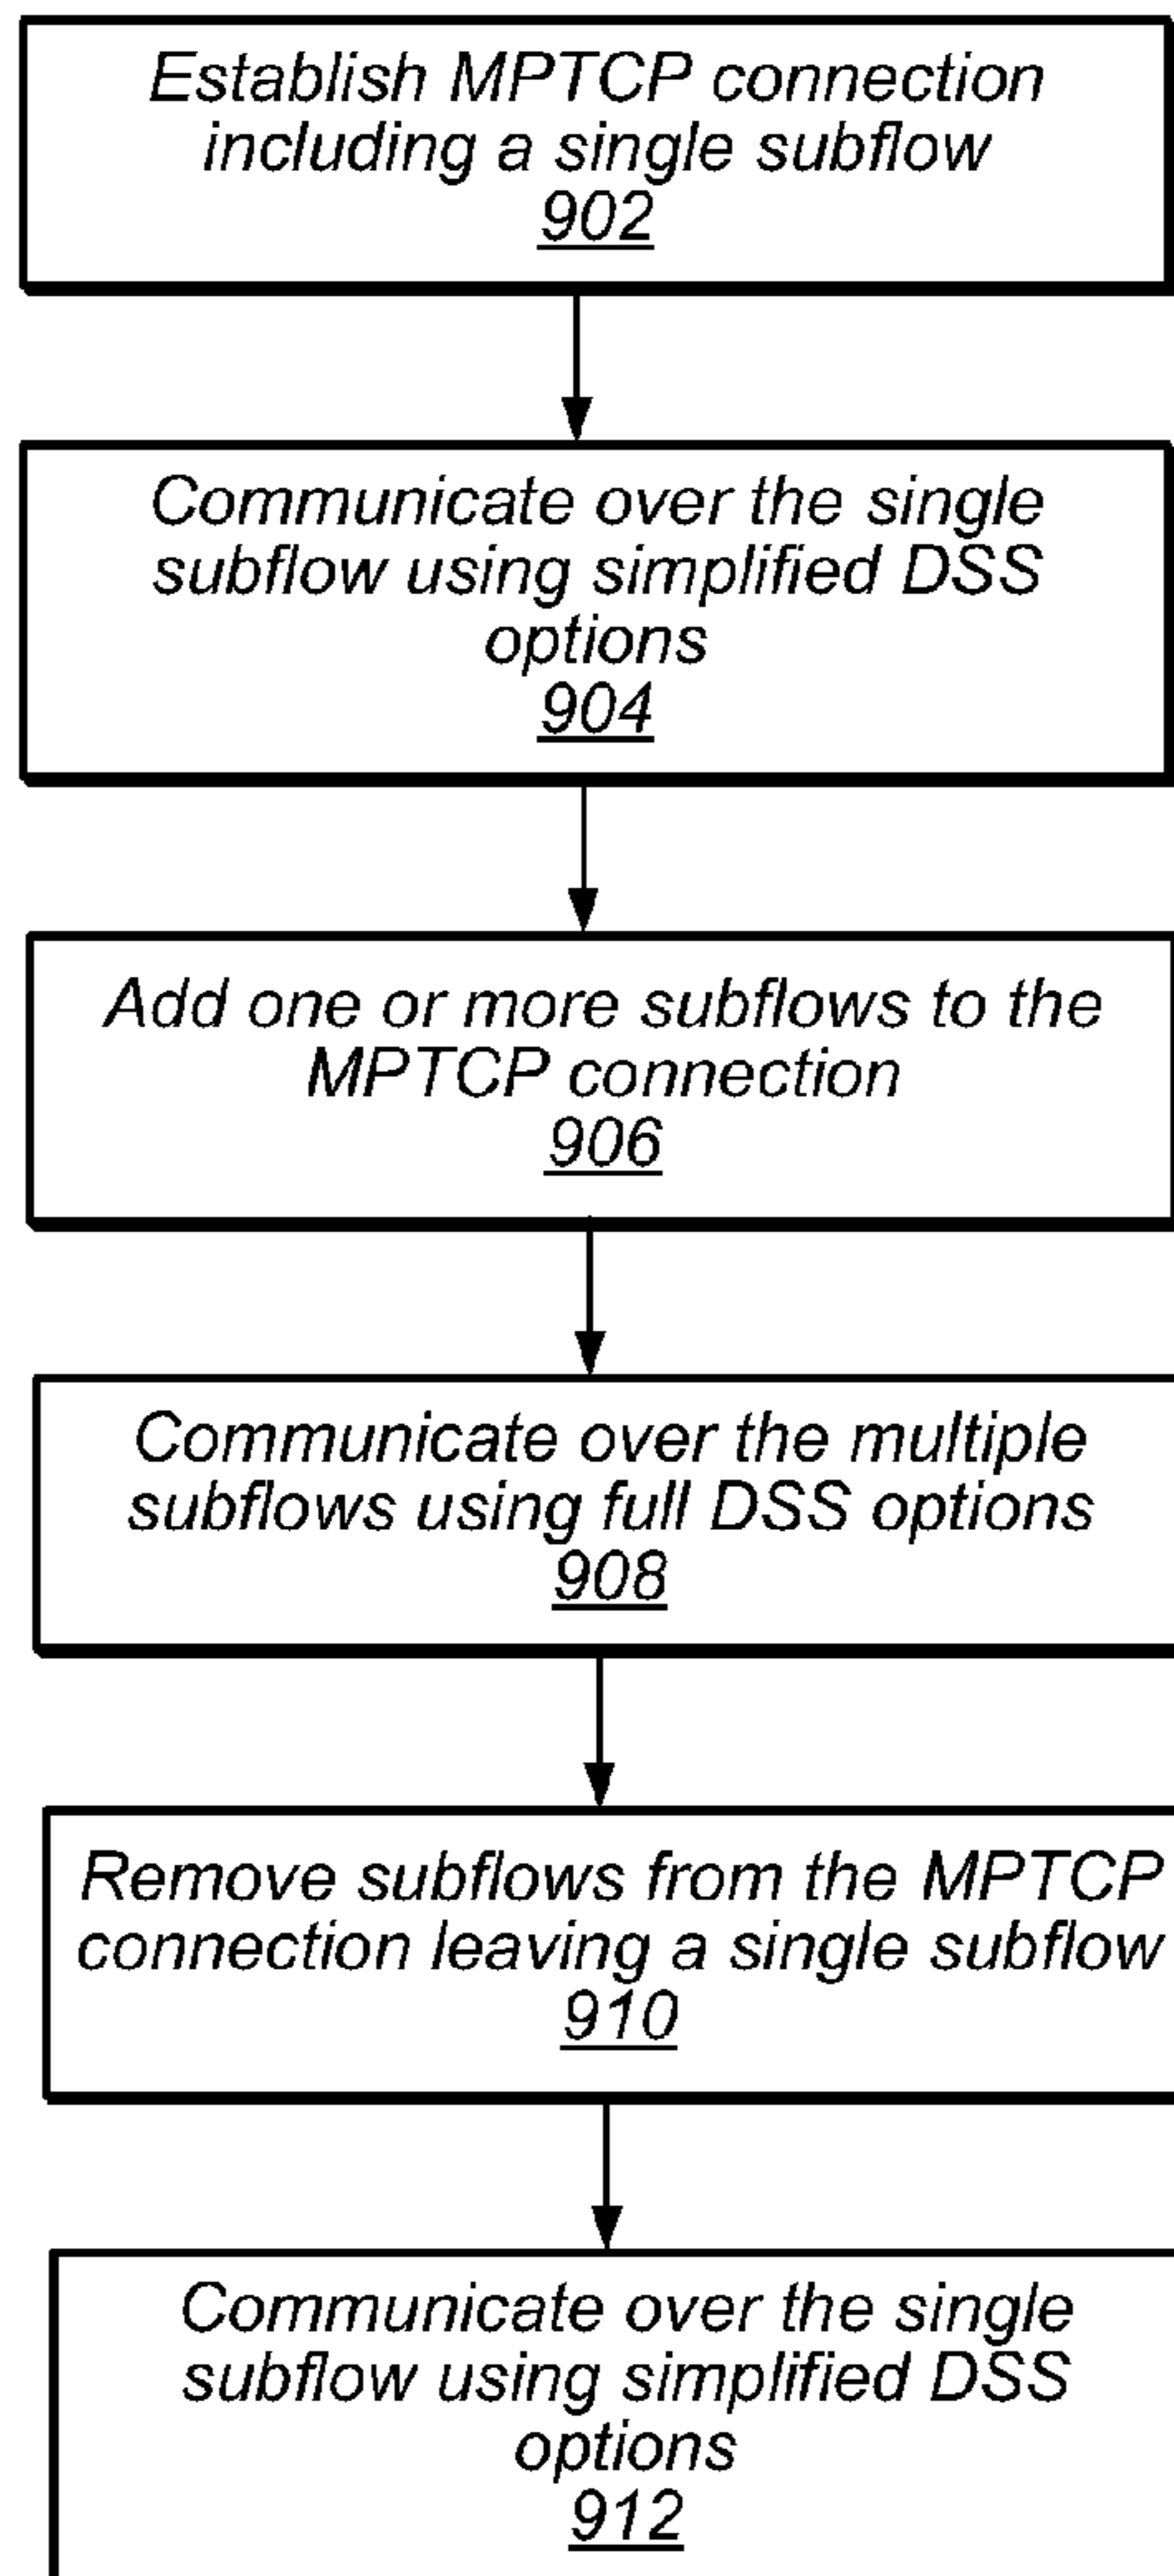 Establish MPTCP connection
including a single subflow
902
Communicate over the single
subflow using simplified DSS
options
904
Add one or more subflows to the
MPTCP connection
906
Communicate over the multiple
subflows using full DSS options
908
Remove subflows from the MPTCP
connection leaving a single subflow
910
Communicate over the single
subflow using simplified DSS
options
912